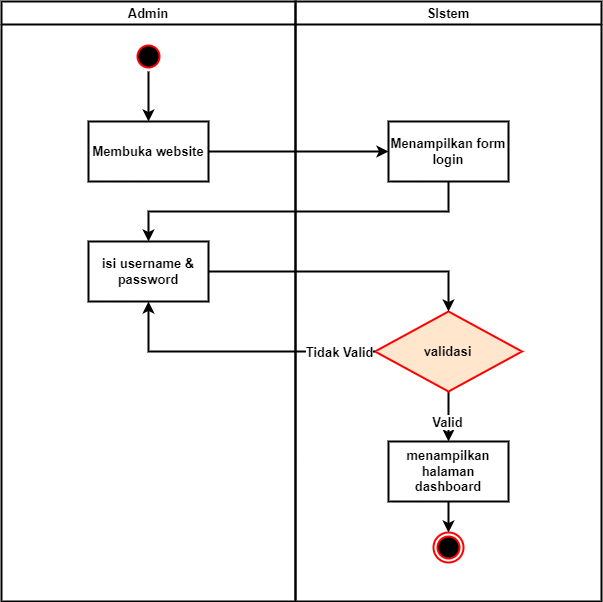 Admin
SIstem
Membuka website
Menampilkan form
login
isi username &
password
Tidak Valid
validasi
Valid
menampilkan
halaman
dashboard